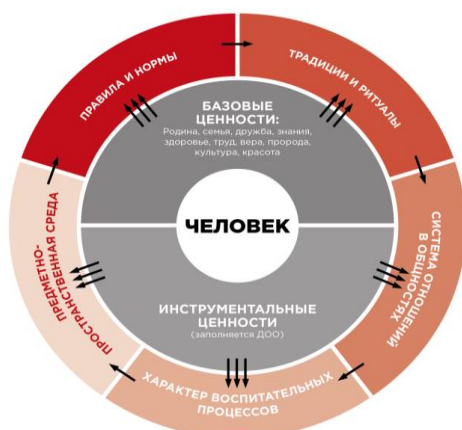 ПРАВИЛА И НОРМЫ
ТРАДИЦИИ И РИТУАЛЫ
БАЗОВЫЕ
ЦЕННОСТИ:
Родина, семья, дружба, знания,
здоровье, труд, вера, пророда,
культура, красота
ЧЕЛОВЕК
ПРЕДМЕТНО-
ПРОСТРАНСТВЕННАЯ СРЕДА
СИСТЕМА ОТНОШЕНИЙ
В ОБЩНОСТЯХ
ИНСТРУМЕНТАЛЬНЫЕ
ЦЕННОСТИ
(заполняется ДОО)
ХАРАКТЕР ВОСПИТАТЕЛЬНЫХ
ПРОЦЕССОВ